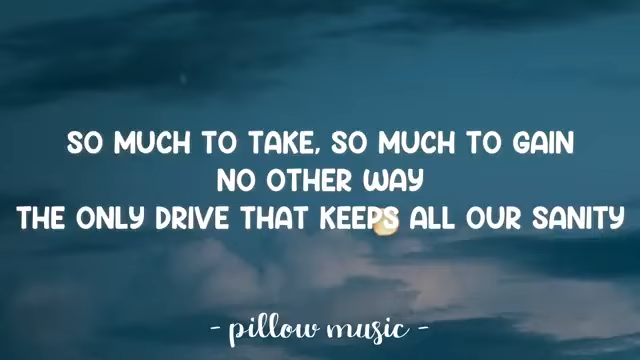 SO MUCH TO TAKE, SO MUCH TO GAIN
NO OTHER WAY
THE ONLY DRIVE THAT KEEPS ALL OUR SANITY
- pillow music -